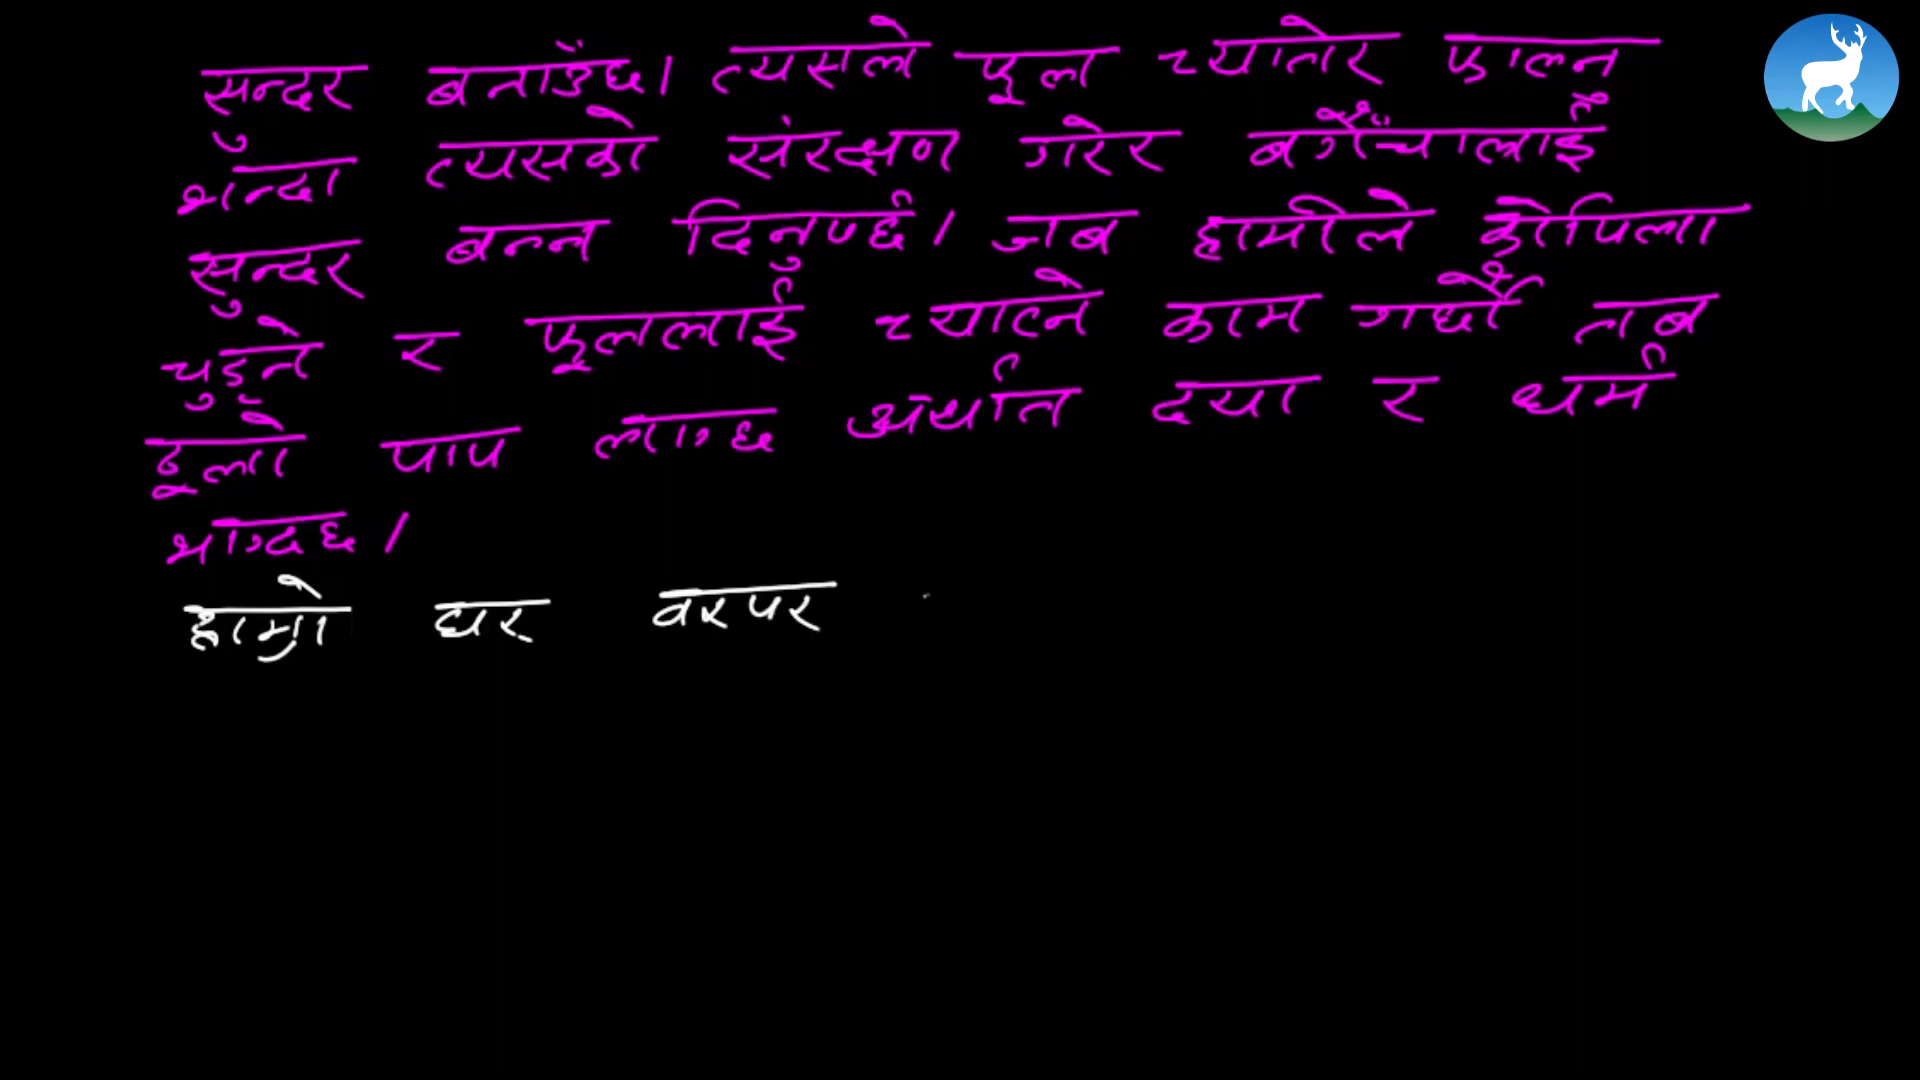 सुन्दर बनाउँछ। त्यसले फूल च्यातेर फाल्न
भन्दा त्यसको संरक्षण गरेर बगैँचालाई
सुन्दर बन्न दिनुपर्छ। जब हामीले कोपिला
चुड्ने र फूललाई च्यात्ने काम गर्छौं तब
ठूलो पाप लाग्छ अर्थात दया र धर्म
भाग्दछ।
हाम्रो घर वरपर